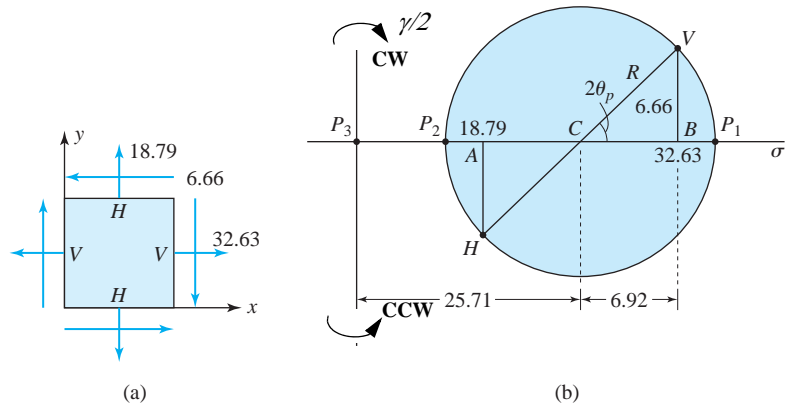 y
18.79
6.66
H
V
V
32.63
H
x
(a)
γ/2
CW
V
R
2θp
6.66
P3
P2
18.79
C
B
P1
A
32.63
σ
H
25.71
6.92
CCW
(b)